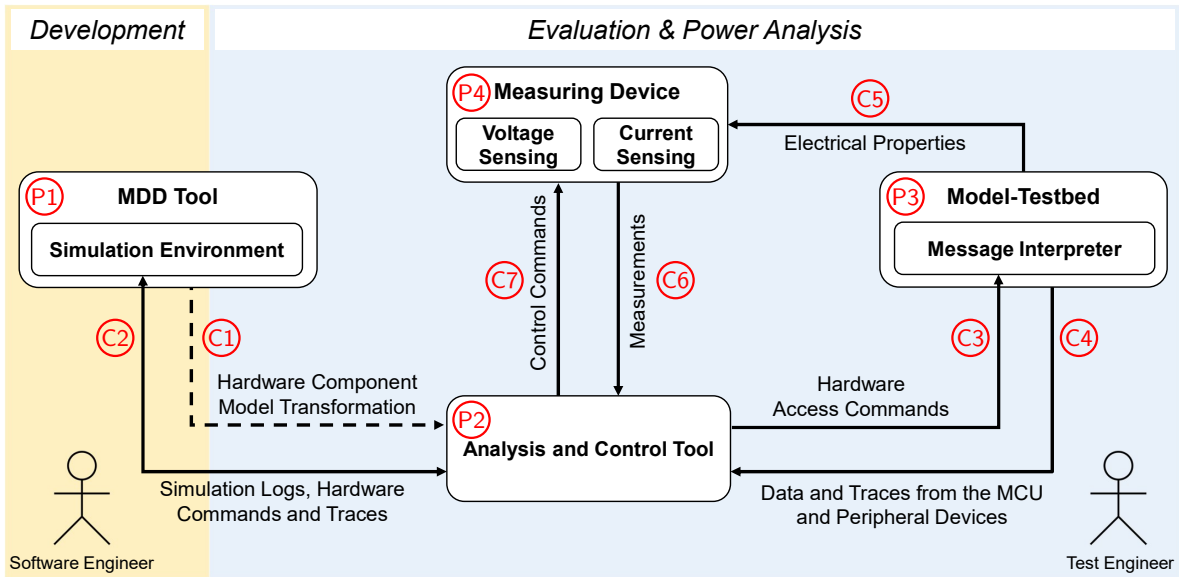 Development
Evaluation & Power Analysis
P4
Measuring Device
Voltage
Sensing
Current
Sensing
C5
Electrical Properties
P1
MDD Tool
Simulation Environment
P3
Model-Testbed
Message Interpreter
C7
Control Commands
Measurements
C6
C2
C1
C3
C4
Hardware Component
Model Transformation
Hardware
Access Commands
P2
Analysis and Control Tool
Simulation Logs, Hardware
Commands and Traces
Data and Traces from the MCU
and Peripheral Devices
Software Engineer
Test Engineer